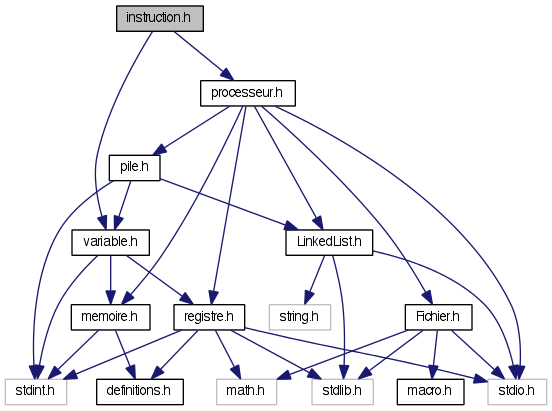 instruction.h
processeur.h
pile.h
variable.h
LinkedList.h
memoire.h
registre.h
string.h
Fichier.h
stdint.h
definitions.h
math.h
stdlib.h
macro.h
stdio.h